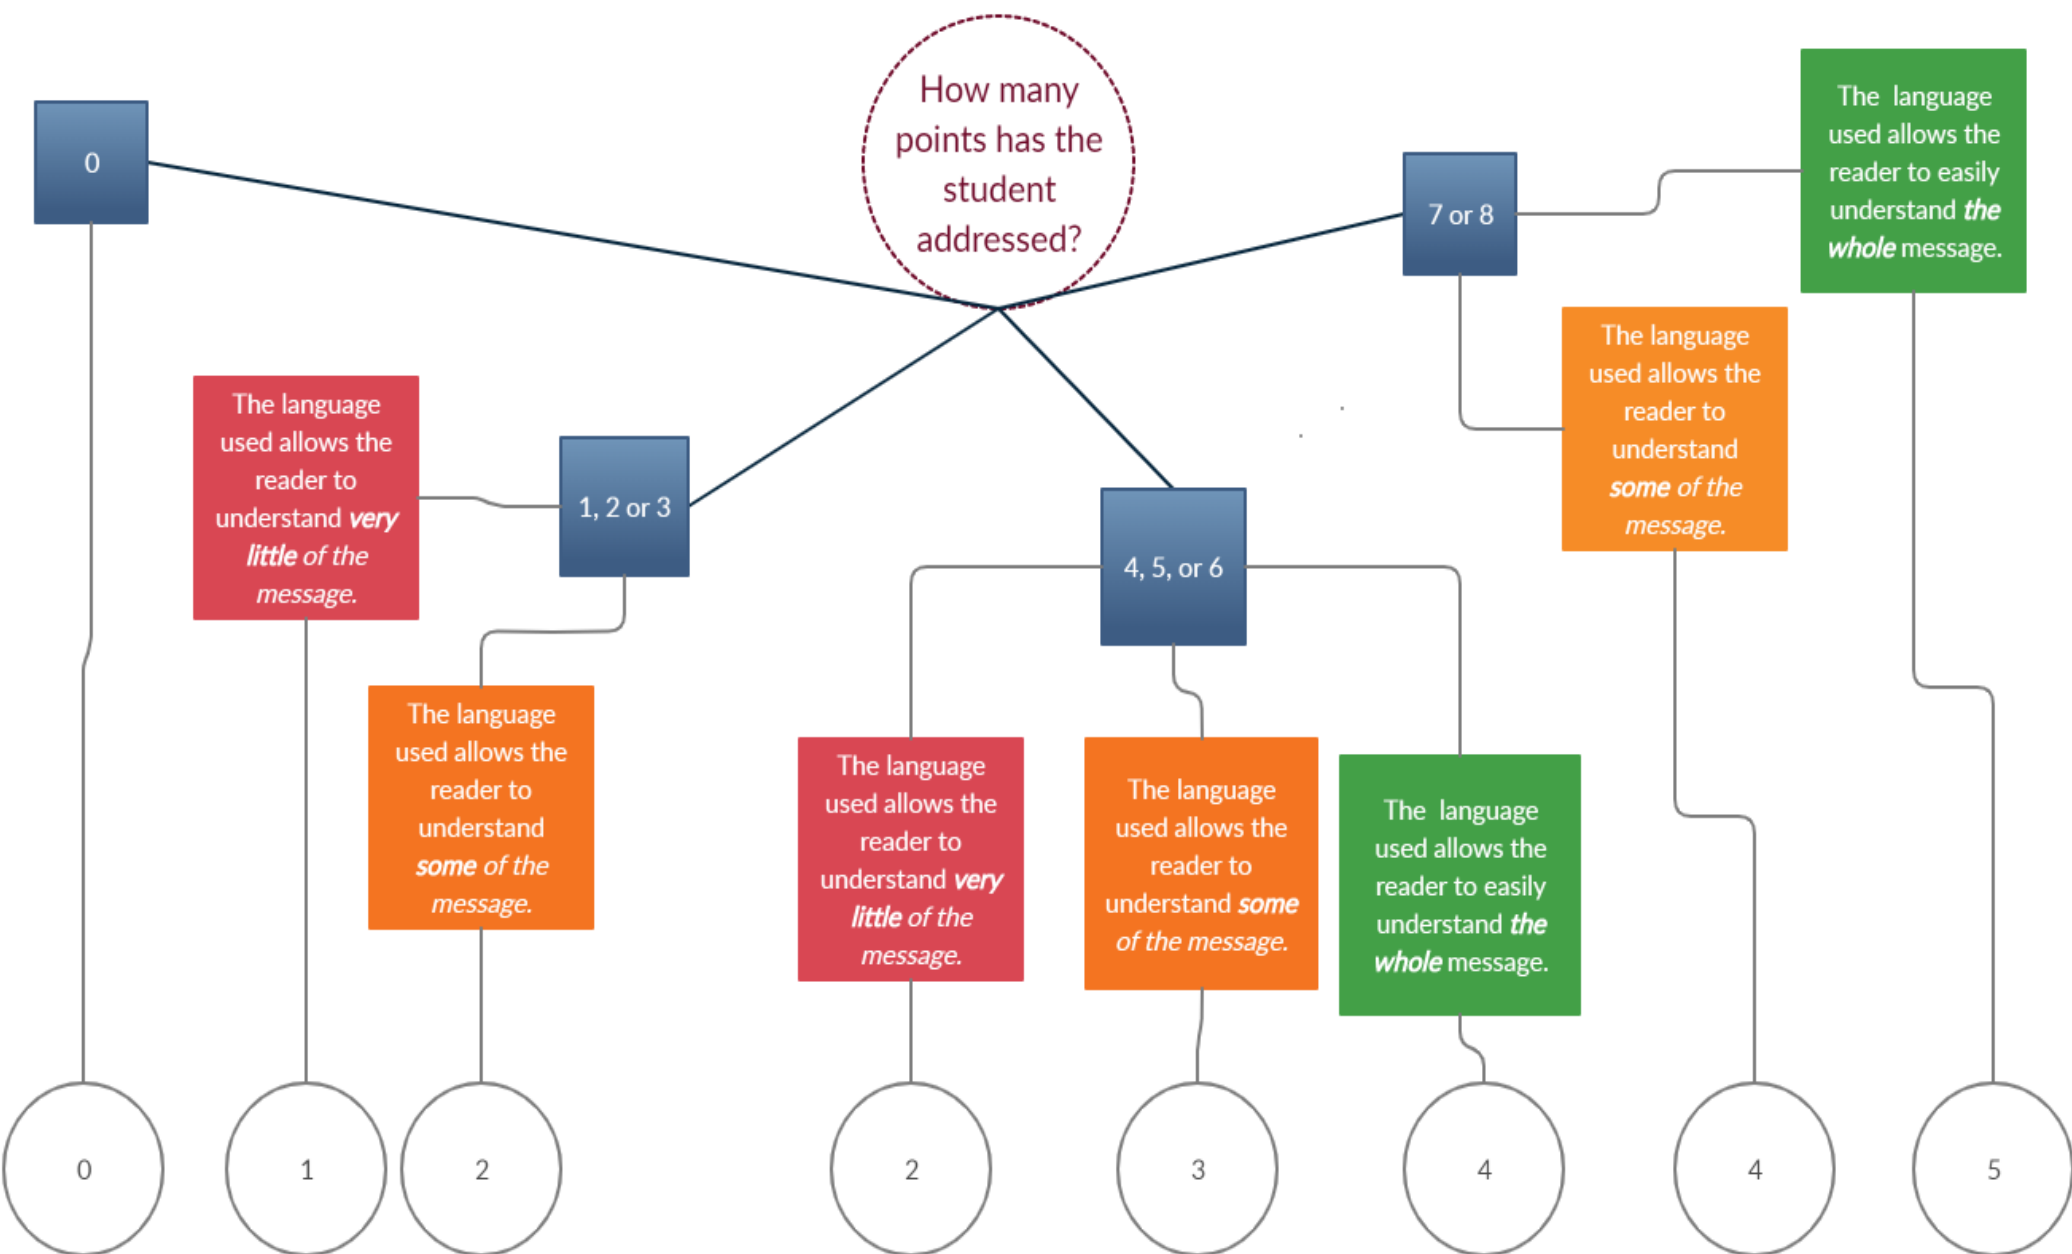 How many
points has the
student
addressed?
0
7 or 8
The language
used allows the
reader to easily
understand the
whole message.
The language
used allows the
reader to
understand
some of the
message.
The language
used allows the
reader to
understand very
little of the
message.
1, 2 or 3
4, 5, or 6
The language
used allows the
reader to
understand
some of the
message.
The language
used allows the
reader to
understand very
little of the
message.
The language
used allows the
reader to
understand some
of the message.
The language
used allows the
reader to easily
understand the
whole message.
0
1
2
2
3
4
4
5